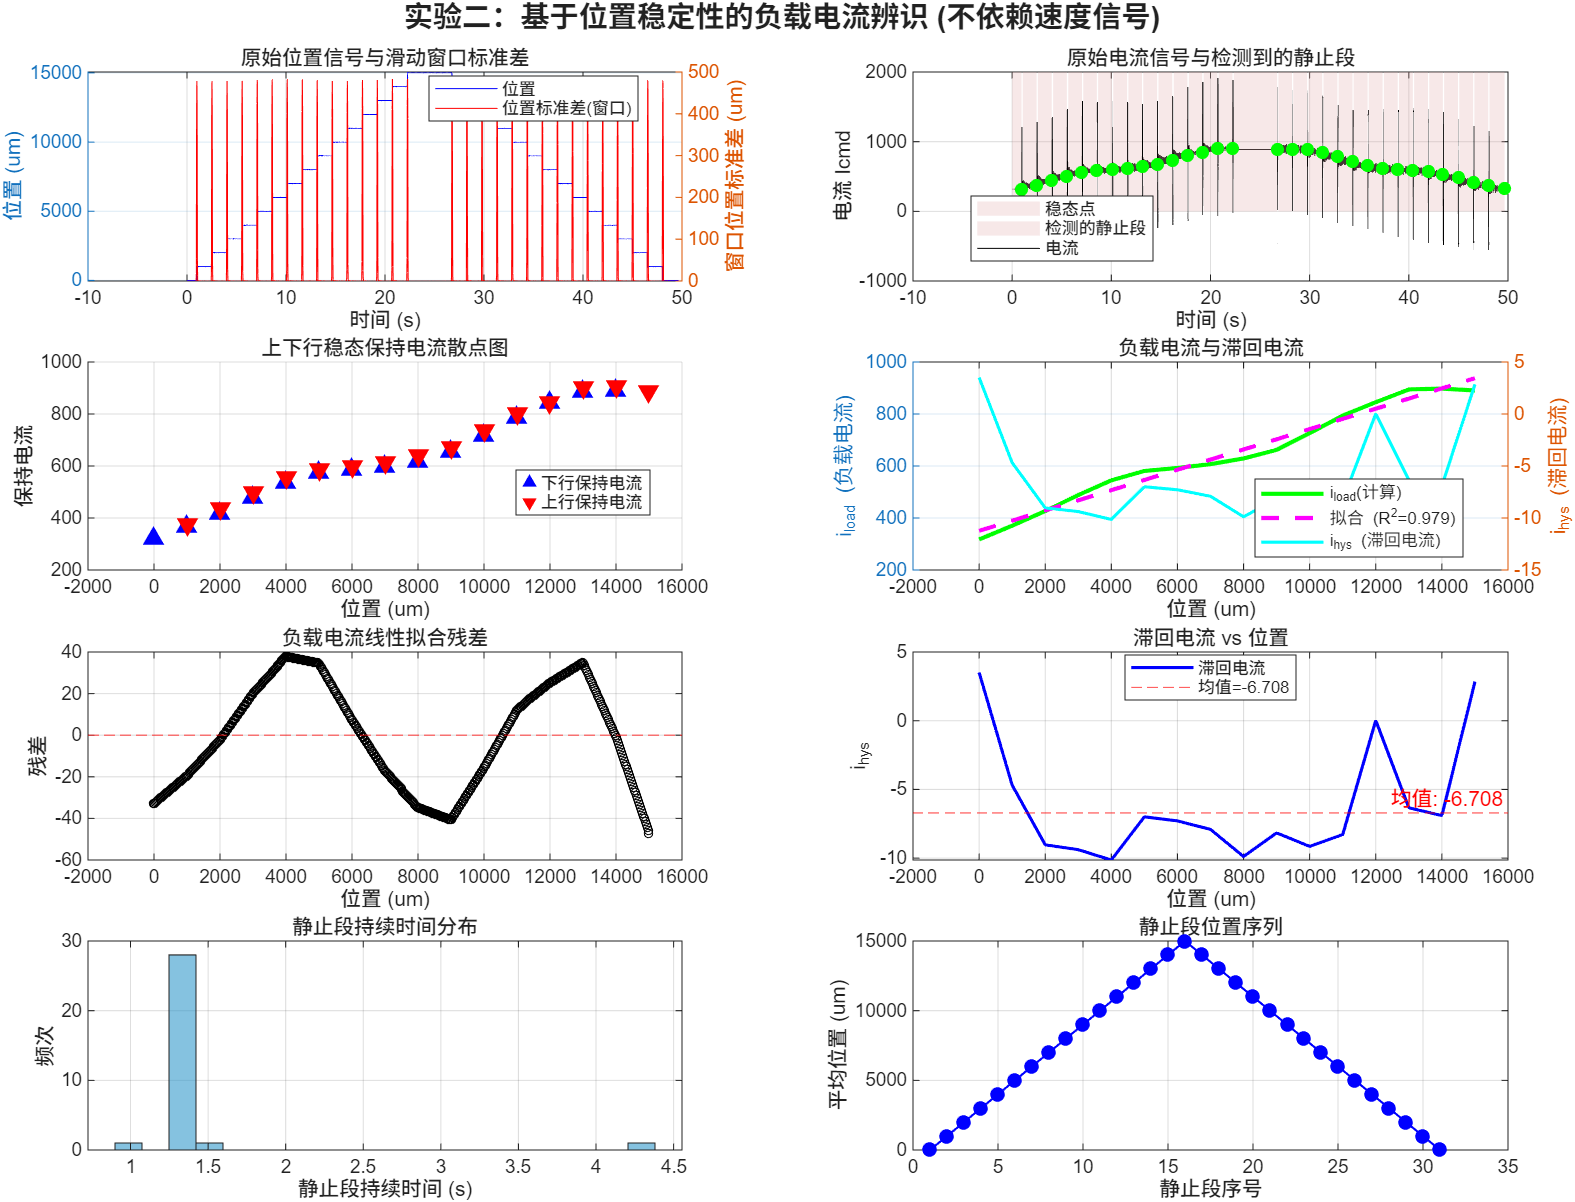 实验二：基于位置稳定性的负载电流辨识 (不依赖速度信号)
原始位置信号与滑动窗口标准差
位置 (um)
15000
10000
5000
0
500
400
300
200
100
0
窗口位置标准差 (um)
位置
位置标准差(窗口)
-10 0 10 20 30 40 50
时间 (s)
原始电流信号与检测到的静止段
电流 Icmd
2000
1000
0
-1000
稳态点
检测的静止段
电流
-10 0 10 20 30 40 50
时间 (s)
上下行稳态保持电流散点图
保持电流
1000
800
600
400
200
下行保持电流
上行保持电流
-2000 0 2000 4000 6000 8000 10000 12000 14000 16000
位置 (um)
负载电流与滞回电流
i_load (负载电流)
1000
800
600
400
200
5
0
-5
-10
-15
i_hys (滞回电流)
i_load(计算)
拟合 (R²=0.979)
i_hys (滞回电流)
-2000 0 2000 4000 6000 8000 10000 12000 14000 16000
位置 (um)
负载电流线性拟合残差
残差
40
20
0
-20
-40
-60
-2000 0 2000 4000 6000 8000 10000 12000 14000 16000
位置 (um)
滞回电流 vs 位置
i_hys
5
0
-5
-10
滞回电流
均值=-6.708
均值: -6.708
-2000 0 2000 4000 6000 8000 10000 12000 14000 16000
位置 (um)
静止段持续时间分布
频次
30
20
10
0
1 1.5 2 2.5 3 3.5 4 4.5
静止段持续时间 (s)
静止段位置序列
平均位置 (um)
15000
10000
5000
0
0 5 10 15 20 25 30 35
静止段序号